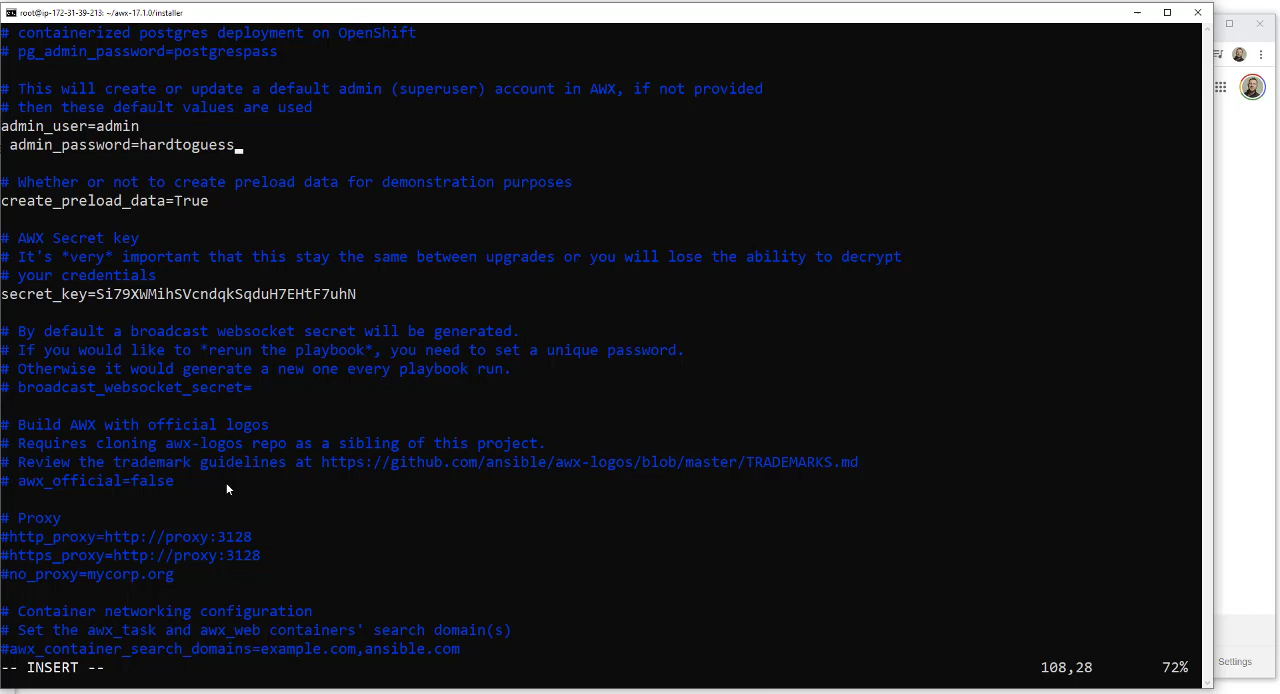 root@ip-172-31-39-213: ~/awx-17.1.0/installer
# containerized postgres deployment on OpenShift
# pg_admin_password=postgrespass
# This will create or update a default admin (superuser) account in AWX, if not provided
# then these default values are used
admin_user=admin
 admin_password=hardtoguess
# Whether or not to create preload data for demonstration purposes
create_preload_data=True
# AWX Secret key
# It's *very* important that this stay the same between upgrades or you will lose the ability to decrypt
# your credentials
secret_key=Si79XWMihSVcndqkSqduH7EHtF7uhN
# By default a broadcast websocket secret will be generated.
# If you would like to *rerun the playbook*, you need to set a unique password.
# Otherwise it would generate a new one every playbook run.
# broadcast_websocket_secret=
# Build AWX with official logos
# Requires cloning awx-logos repo as a sibling of this project.
# Review the trademark guidelines at https://github.com/ansible/awx-logos/blob/master/TRADEMARKS.md
# awx_official=false
# Proxy
#http_proxy=http://proxy:3128
#https_proxy=http://proxy:3128
#no_proxy=mycorp.org
# Container networking configuration
# Set the awx_task and awx_web containers' search domain(s)
#awx_container_search_domains=example.com,ansible.com
-- INSERT -- 108,28 72%
Settings